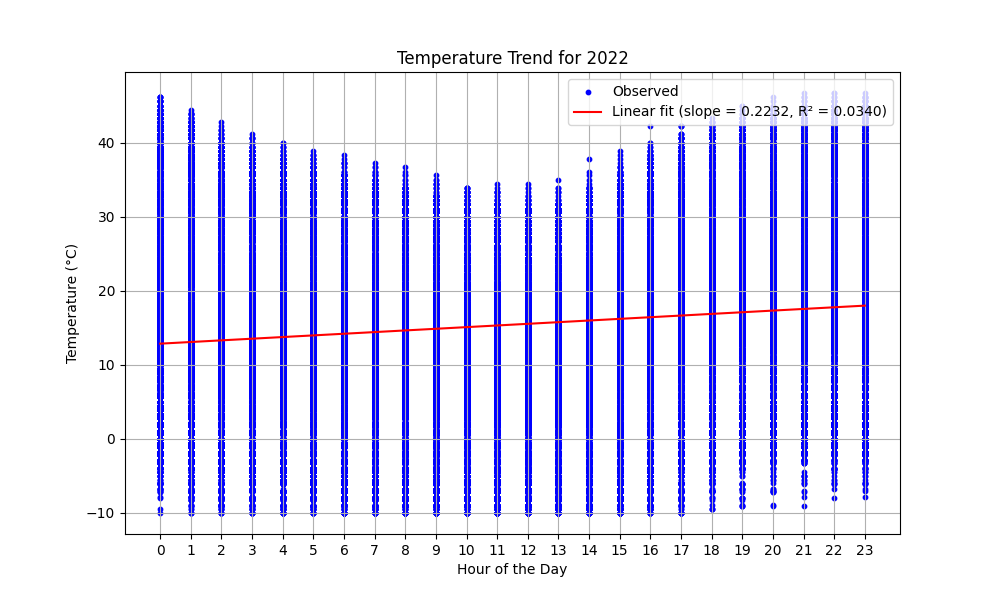 Temperature Trend for 2022
Observed
Linear fit (slope = 0.2232, R² = 0.0340)
Temperature (°C)
40
30
20
10
0
−10
0 1 2 3 4 5 6 7 8 9 10 11 12 13 14 15 16 17 18 19 20 21 22 23
Hour of the Day